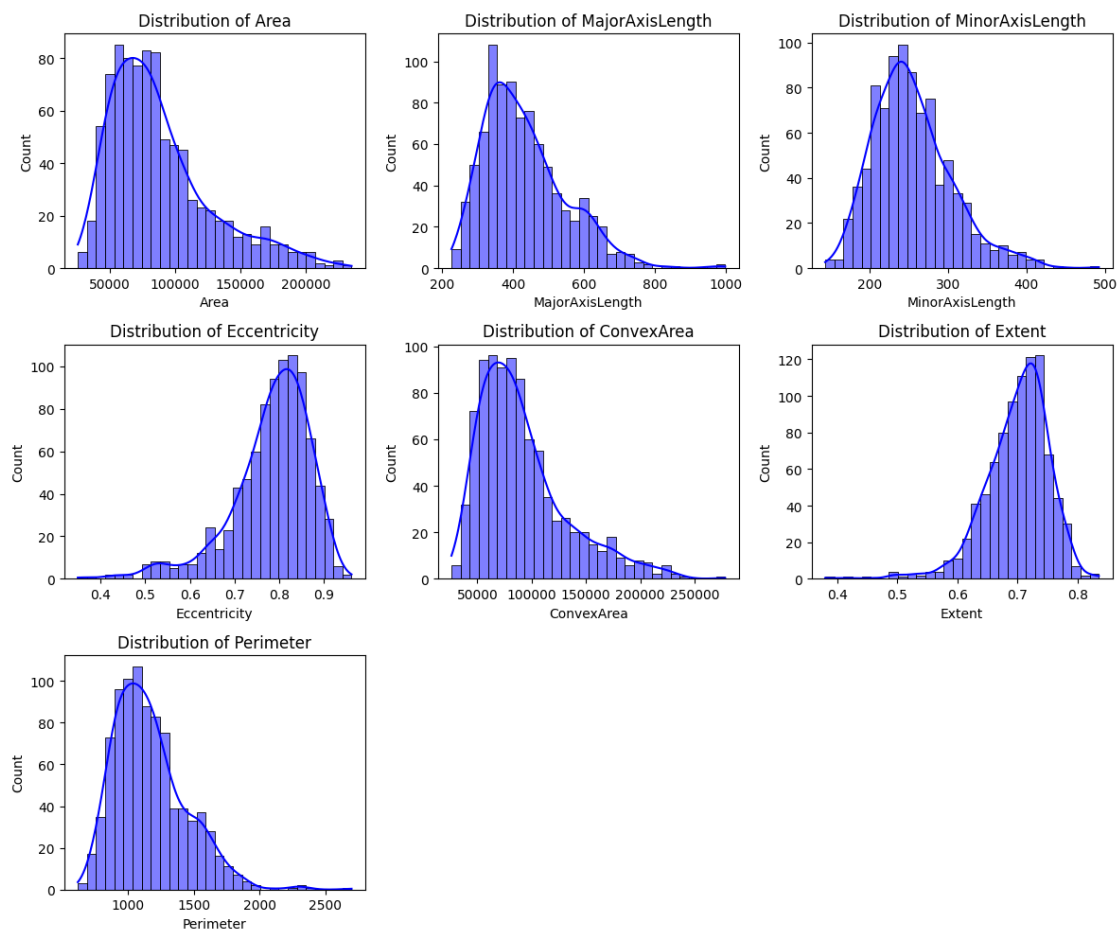 Distribution of Area
Distribution of MajorAxisLength
Distribution of MinorAxisLength
80
60
40
20
0
Count
50000 100000 150000 200000
Area
100
80
60
40
20
0
Count
200 400 600 800 1000
MajorAxisLength
100
80
60
40
20
0
Count
200 300 400 500
MinorAxisLength
Distribution of Eccentricity
Distribution of ConvexArea
Distribution of Extent
100
80
60
40
20
0
Count
0.4 0.5 0.6 0.7 0.8 0.9
Eccentricity
100
80
60
40
20
0
Count
50000 100000 150000 200000 250000
ConvexArea
120
100
80
60
40
20
0
Count
0.4 0.5 0.6 0.7 0.8
Extent
Distribution of Perimeter
100
80
60
40
20
0
Count
1000 1500 2000 2500
Perimeter